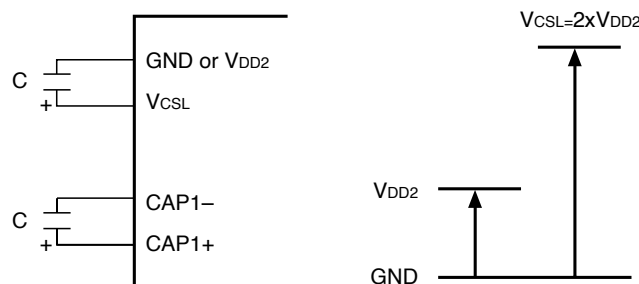 C
+
GND or VDD2
VCSL
C
+
CAP1–
CAP1+
VCSL=2xVDD2
VDD2
GND